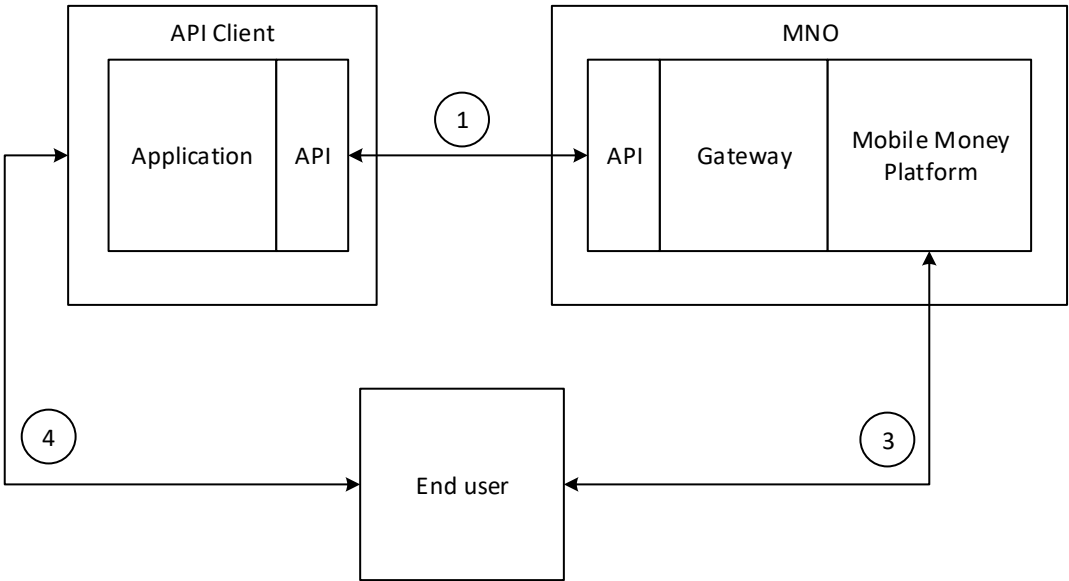 API Client
MNO
1
Application
API
API
Gateway
Mobile Money
Platform
4
3
End user